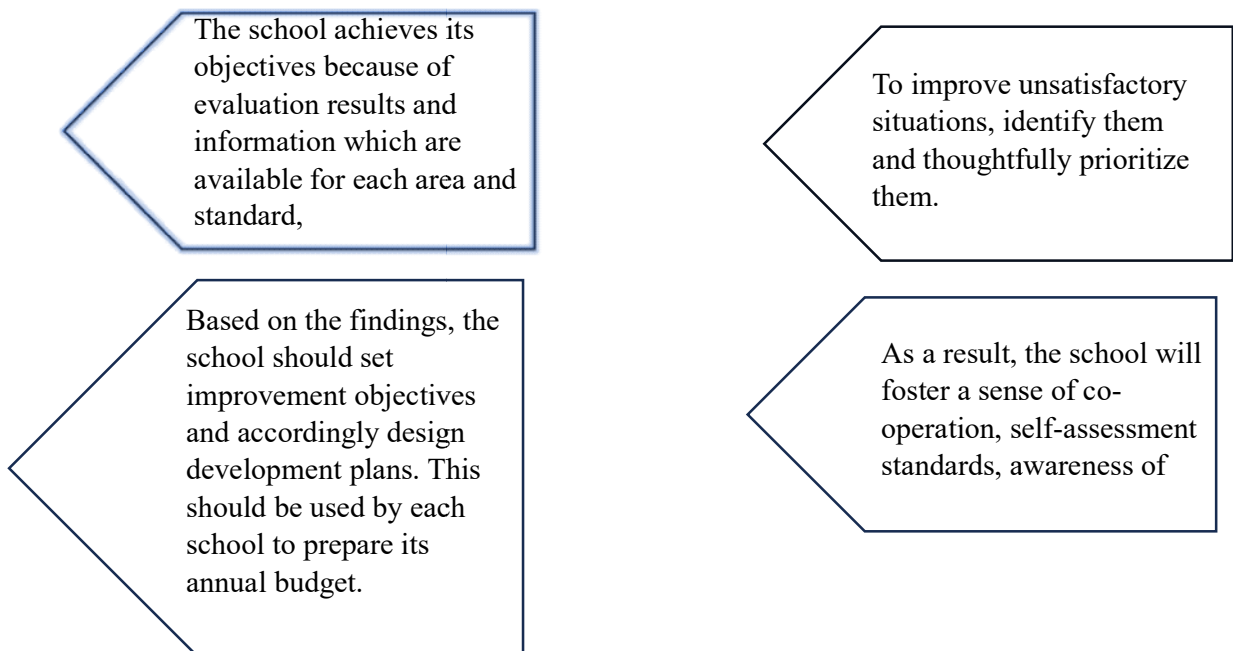 The school achieves its
objectives because of
evaluation results and
information which are
available for each area and
standard,
To improve unsatisfactory
situations, identify them
and thoughtfully prioritize
them.
Based on the findings, the
school should set
improvement objectives
and accordingly design
development plans. This
should be used by each
school to prepare its
annual budget.
As a result, the school will
foster a sense of co-
operation, self-assessment
standards, awareness of